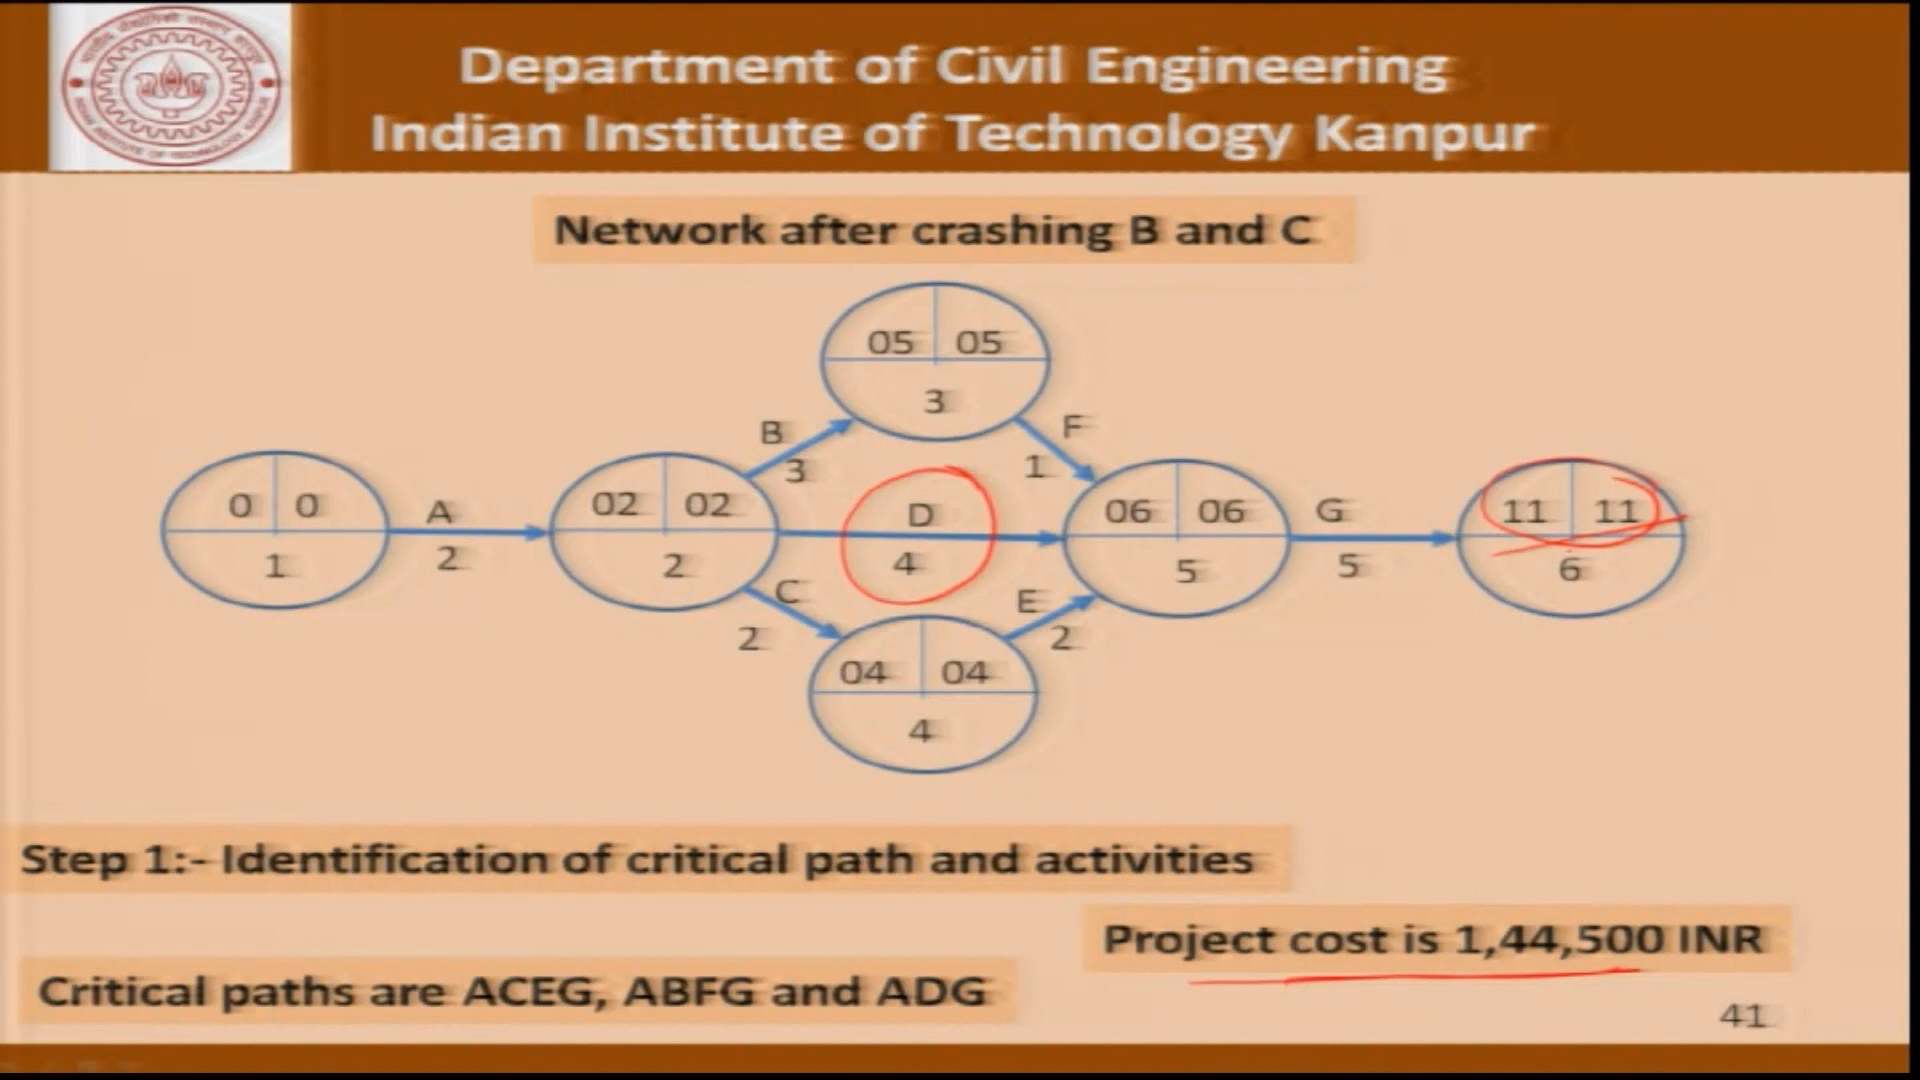 Department of Civil Engineering
Indian Institute of Technology Kanpur
Network after crashing B and C
05 05
3
B
3
F
1
0 0
1
A
2
02 02
2
D
4
06 06
5
G
5
11 11
6
C
2
E
2
04 04
4
Step 1:- Identification of critical path and activities
Project cost is 1,44,500 INR
Critical paths are ACEG, ABFG and ADG
41